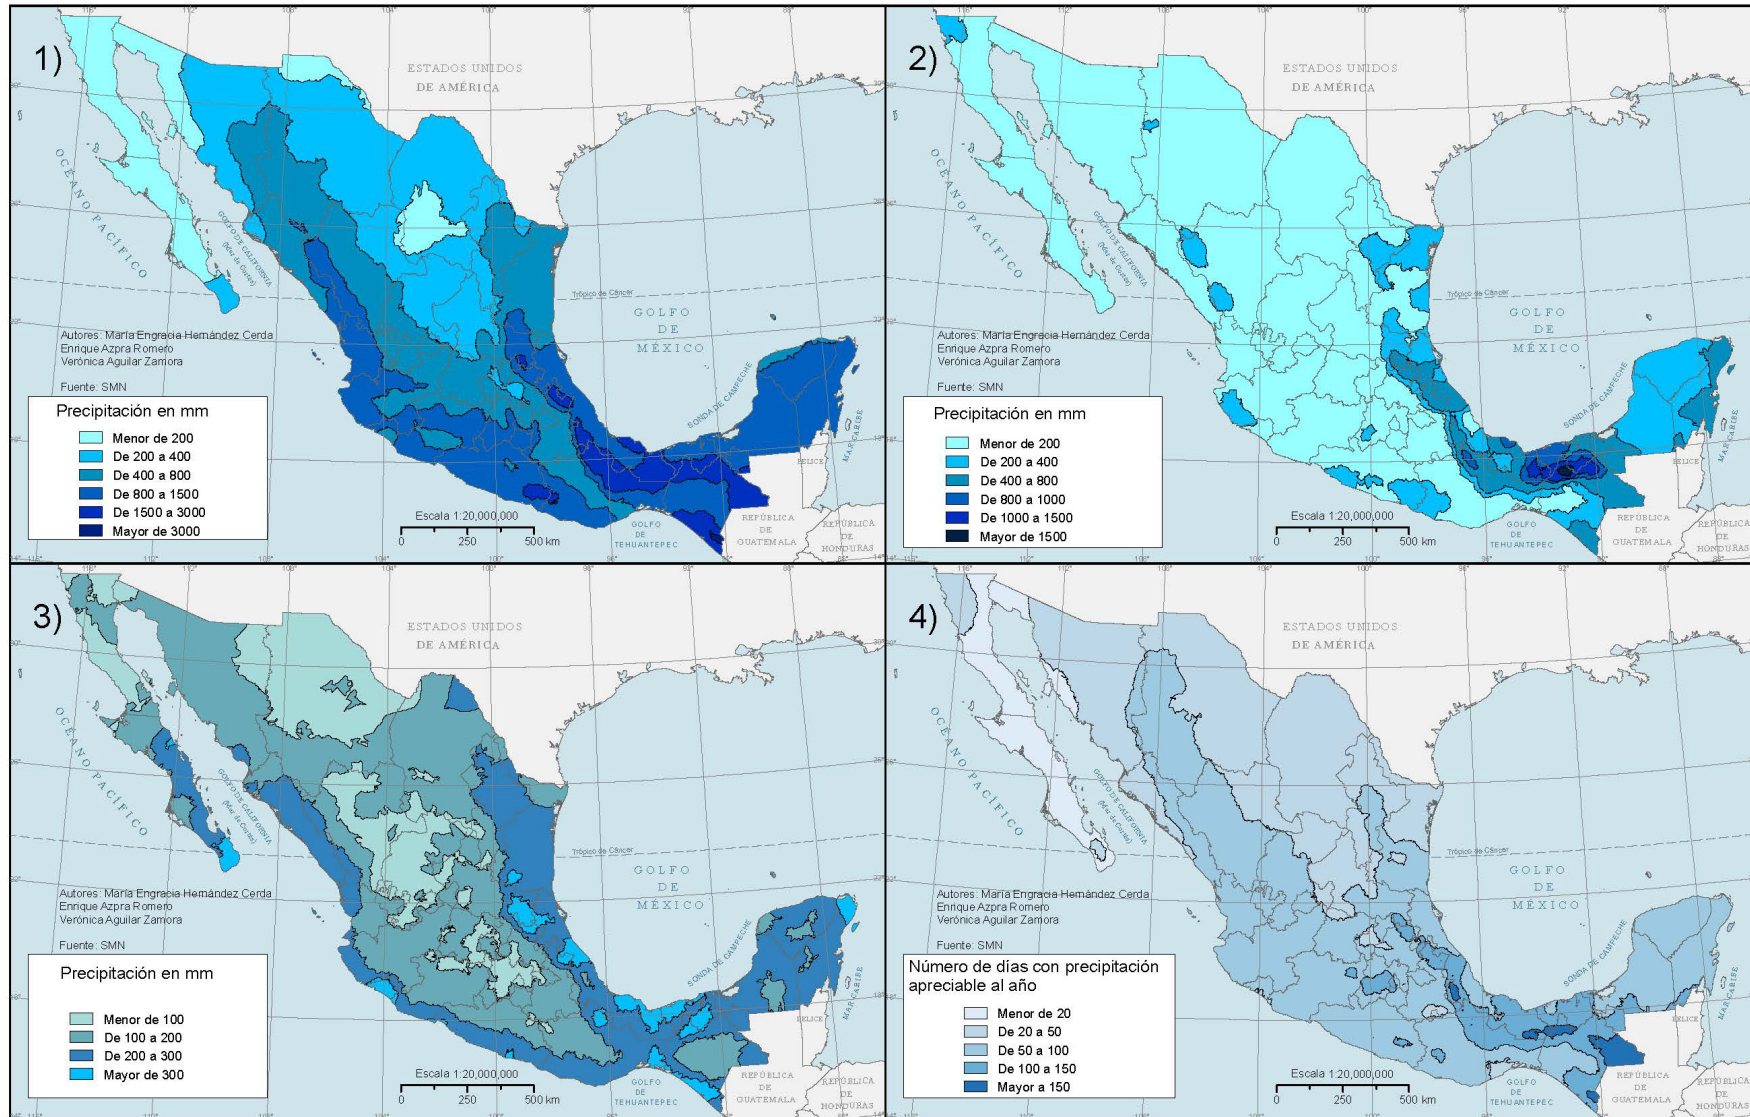 1)
ESTADOS UNIDOS
DE AMÉRICA
OCÉANO PACÍFICO
GOLFO DE CALIFORNIA
(Mar de Cortés)
Trópico de Cáncer
GOLFO
DE
MÉXICO
SONDA DE CAMPECHE
MAR CARIBE
BELICE
REPÚBLICA
DE
GUATEMALA
REPÚBLICA
DE
HONDURAS
GOLFO
DE
TEHUANTEPEC
Autores: María Engracia Hernández Cerda
Enrique Azpra Romero
Verónica Aguilar Zamora
Fuente: SMN
Precipitación en mm
Menor de 200
De 200 a 400
De 400 a 800
De 800 a 1500
De 1500 a 3000
Mayor de 3000
Escala 1:20,000,000
0 250 500 km
2)
ESTADOS UNIDOS
DE AMÉRICA
OCÉANO PACÍFICO
GOLFO DE CALIFORNIA
(Mar de Cortés)
Trópico de Cáncer
GOLFO
DE
MÉXICO
SONDA DE CAMPECHE
MAR CARIBE
BELICE
REPÚBLICA
DE
GUATEMALA
REPÚBLICA
DE
HONDURAS
GOLFO
DE
TEHUANTEPEC
Autores: María Engracia Hernández Cerda
Enrique Azpra Romero
Verónica Aguilar Zamora
Fuente: SMN
Precipitación en mm
Menor de 200
De 200 a 400
De 400 a 800
De 800 a 1000
De 1000 a 1500
Mayor de 1500
Escala 1:20,000,000
0 250 500 km
3)
ESTADOS UNIDOS
DE AMÉRICA
OCÉANO PACÍFICO
GOLFO DE CALIFORNIA
(Mar de Cortés)
Trópico de Cáncer
GOLFO
DE
MÉXICO
SONDA DE CAMPECHE
MAR CARIBE
BELICE
REPÚBLICA
DE
GUATEMALA
REPÚBLICA
DE
HONDURAS
GOLFO
DE
TEHUANTEPEC
Autores: María Engracia Hernández Cerda
Enrique Azpra Romero
Verónica Aguilar Zamora
Fuente: SMN
Precipitación en mm
Menor de 100
De 100 a 200
De 200 a 300
Mayor de 300
Escala 1:20,000,000
0 250 500 km
4)
ESTADOS UNIDOS
DE AMÉRICA
OCÉANO PACÍFICO
GOLFO DE CALIFORNIA
(Mar de Cortés)
Trópico de Cáncer
GOLFO
DE
MÉXICO
SONDA DE CAMPECHE
MAR CARIBE
BELICE
REPÚBLICA
DE
GUATEMALA
REPÚBLICA
DE
HONDURAS
GOLFO
DE
TEHUANTEPEC
Autores: María Engracia Hernández Cerda
Enrique Azpra Romero
Verónica Aguilar Zamora
Fuente: SMN
Número de días con precipitación
apreciable al año
Menor de 20
De 20 a 50
De 50 a 100
De 100 a 150
Mayor a 150
Escala 1:20,000,000
0 250 500 km